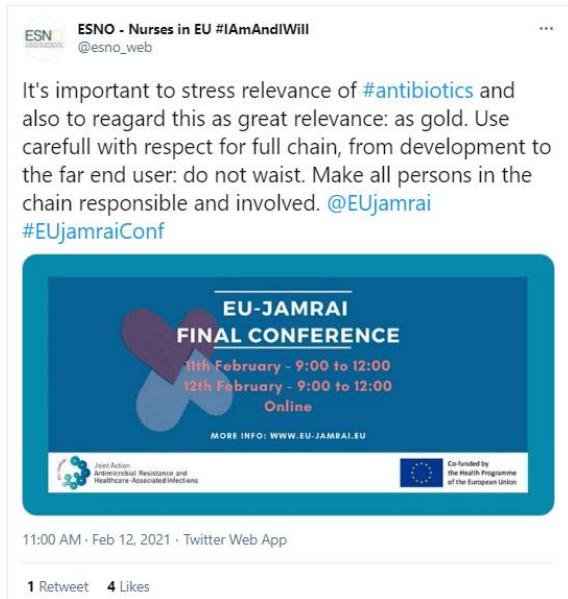 ESNO
ESNO - Nurses in EU #IAmAndIWill
@esno_web
It's important to stress relevance of #antibiotics and
also to reagard this as great relevance: as gold. Use
carefull with respect for full chain, from development to
the far end user: do not waist. Make all persons in the
chain responsible and involved. @EUjamrai
#EUjamraiConf
EU-JAMRAI
FINAL CONFERENCE
11th February - 9:00 to 12:00
12th February - 9:00 to 12:00
Online
MORE INFO: WWW.EU-JAMRAI.EU
Joint Action
Antimicrobial Resistance and
Healthcare-Associated Infections
Co-funded by
the Health Programme
of the European Union
11:00 AM · Feb 12, 2021 · Twitter Web App
1 Retweet 4 Likes